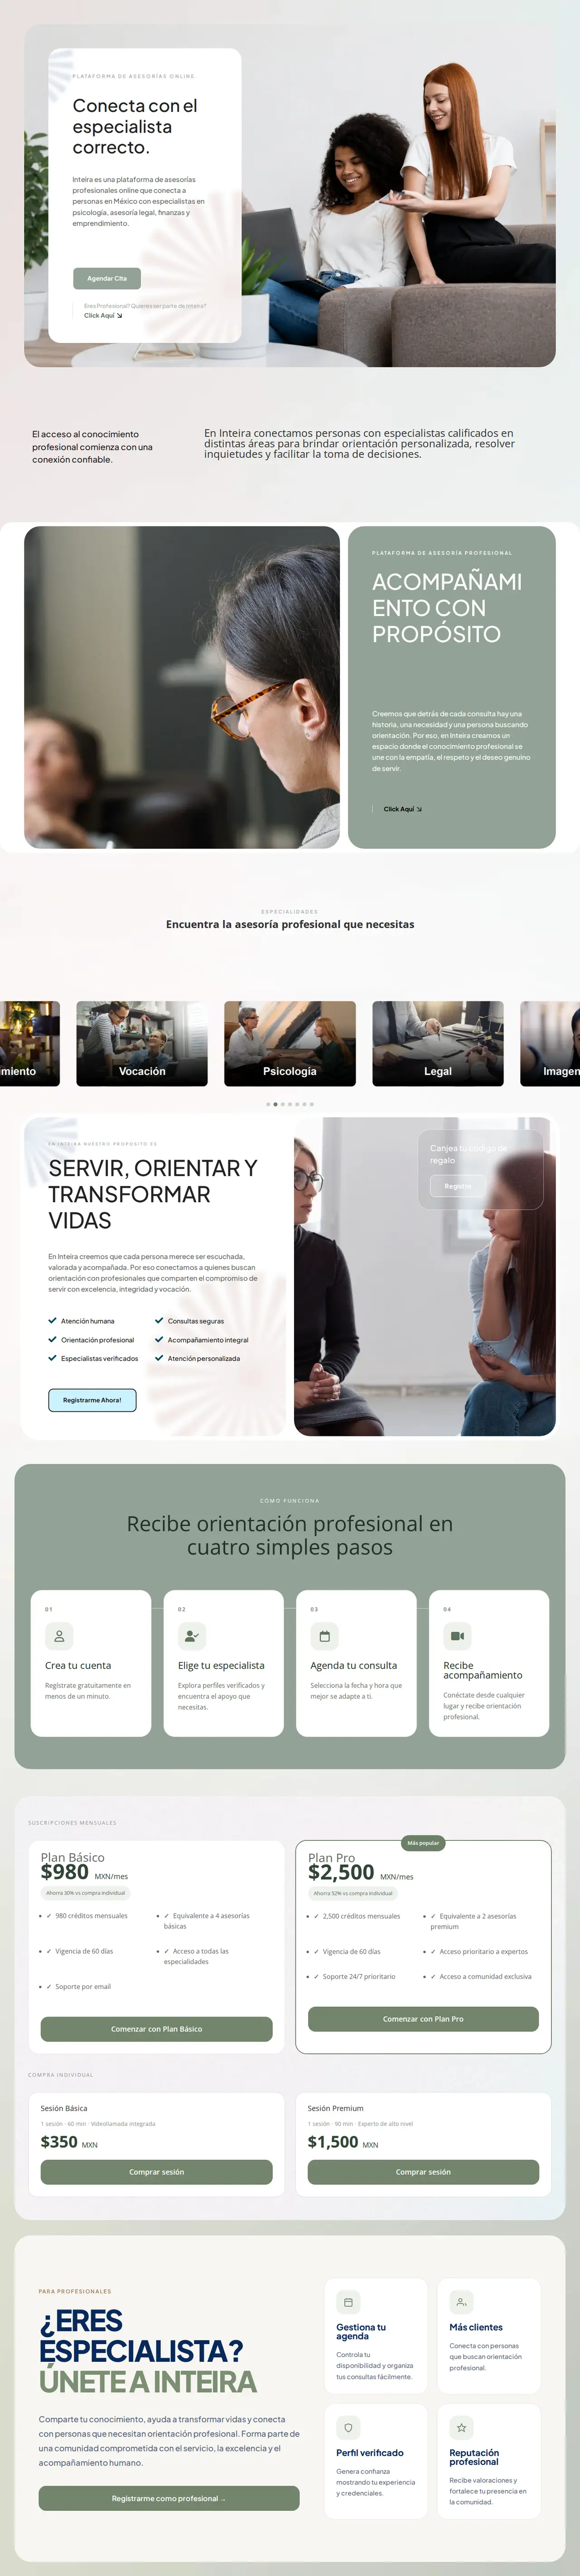 PLATAFORMA DE ASESORÍAS ONLINE.
Conecta con el
especialista
correcto.
Inteira es una plataforma de asesorías
profesionales online que conecta a
personas en México con especialistas en
psicología, asesoría legal, finanzas y
emprendimiento.
Agendar Cita
Eres Profesional? Quieres ser parte de Inteira?
Click Aquí
El acceso al conocimiento
profesional comienza con una
conexión confiable.
En Inteira conectamos personas con especialistas calificados en
distintas áreas para brindar orientación personalizada, resolver
inquietudes y facilitar la toma de decisiones.
PLATAFORMA DE ASESORÍA PROFESIONAL
ACOMPAÑAMI
ENTO CON
PROPÓSITO
Creemos que detrás de cada consulta hay una
historia, una necesidad y una persona buscando
orientación. Por eso, en Inteira creamos un
espacio donde el conocimiento profesional se
une con la empatía, el respeto y el deseo genuino
de servir.
Click Aquí
ESPECIALIDADES
Encuentra la asesoría profesional que necesitas
miento
Vocación
Psicología
Legal
Imagen
EN INTEIRA NUESTRO PROPOSITO ES
SERVIR, ORIENTAR Y
TRANSFORMAR
VIDAS
En Inteira creemos que cada persona merece ser escuchada,
valorada y acompañada. Por eso conectamos a quienes buscan
orientación con profesionales que comparten el compromiso de
servir con excelencia, integridad y vocación.
Atención humana
Consultas seguras
Orientación profesional
Acompañamiento integral
Especialistas verificados
Atención personalizada
Registrarme Ahora!
Canjea tu código de
regalo
Registro
CÓMO FUNCIONA
Recibe orientación profesional en
cuatro simples pasos
01
Crea tu cuenta
Regístrate gratuitamente en
menos de un minuto.
02
Elige tu especialista
Explora perfiles verificados y
encuentra el apoyo que
necesitas.
03
Agenda tu consulta
Selecciona la fecha y hora que
mejor se adapte a ti.
04
Recibe
acompañamiento
Conéctate desde cualquier
lugar y recibe orientación
profesional.
SUSCRIPCIONES MENSUALES
Plan Básico
$980 MXN/mes
Ahorra 30% vs compra individual
✓ 980 créditos mensuales
✓ Equivalente a 4 asesorías
básicas
✓ Vigencia de 60 días
✓ Acceso a todas las
especialidades
✓ Soporte por email
Comenzar con Plan Básico
Más popular
Plan Pro
$2,500 MXN/mes
Ahorra 52% vs compra individual
✓ 2,500 créditos mensuales
✓ Equivalente a 2 asesorías
premium
✓ Vigencia de 60 días
✓ Acceso prioritario a expertos
✓ Soporte 24/7 prioritario
✓ Acceso a comunidad exclusiva
Comenzar con Plan Pro
COMPRA INDIVIDUAL
Sesión Básica
1 sesión · 60 min · Videollamada integrada
$350 MXN
Comprar sesión
Sesión Premium
1 sesión · 90 min · Experto de alto nivel
$1,500 MXN
Comprar sesión
PARA PROFESIONALES
¿ERES
ESPECIALISTA?
ÚNETE A INTEIRA
Comparte tu conocimiento, ayuda a transformar vidas y conecta
con personas que necesitan orientación profesional. Forma parte de
una comunidad comprometida con el servicio, la excelencia y el
acompañamiento humano.
Registrarme como profesional →
Gestiona tu
agenda
Controla tu
disponibilidad y organiza
tus consultas fácilmente.
Más clientes
Conecta con personas
que buscan orientación
profesional.
Perfil verificado
Genera confianza
mostrando tu experiencia
y credenciales.
Reputación
profesional
Recibe valoraciones y
fortalece tu presencia en
la comunidad.